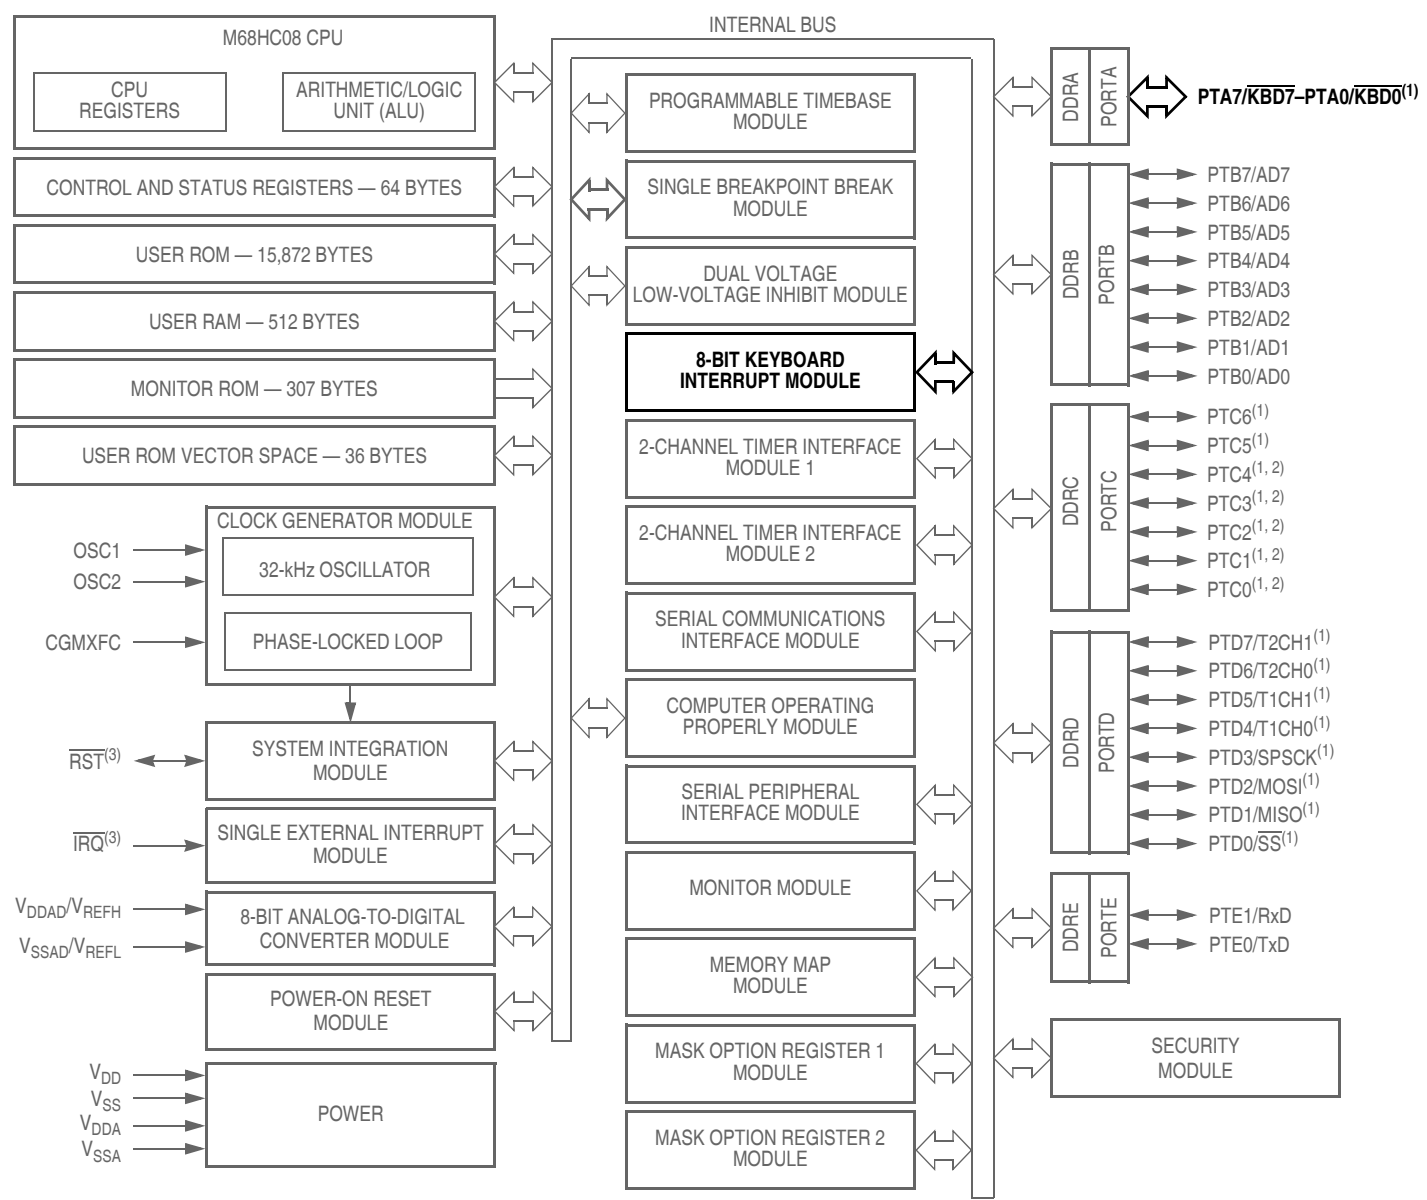 INTERNAL BUS
M68HC08 CPU
CPU
REGISTERS
ARITHMETIC/LOGIC
UNIT (ALU)
CONTROL AND STATUS REGISTERS — 64 BYTES
USER ROM — 15,872 BYTES
USER RAM — 512 BYTES
MONITOR ROM — 307 BYTES
USER ROM VECTOR SPACE — 36 BYTES
CLOCK GENERATOR MODULE
OSC1
OSC2
32-kHz OSCILLATOR
CGMXFC
PHASE-LOCKED LOOP
RST(3)
SYSTEM INTEGRATION
MODULE
IRQ(3)
SINGLE EXTERNAL INTERRUPT
MODULE
VDDAD/VREFH
VSSAD/VREFL
8-BIT ANALOG-TO-DIGITAL
CONVERTER MODULE
POWER-ON RESET
MODULE
VDD
VSS
VDDA
VSSA
POWER
PROGRAMMABLE TIMEBASE
MODULE
SINGLE BREAKPOINT BREAK
MODULE
DUAL VOLTAGE
LOW-VOLTAGE INHIBIT MODULE
8-BIT KEYBOARD
INTERRUPT MODULE
2-CHANNEL TIMER INTERFACE
MODULE 1
2-CHANNEL TIMER INTERFACE
MODULE 2
SERIAL COMMUNICATIONS
INTERFACE MODULE
COMPUTER OPERATING
PROPERLY MODULE
SERIAL PERIPHERAL
INTERFACE MODULE
MONITOR MODULE
MEMORY MAP
MODULE
MASK OPTION REGISTER 1
MODULE
MASK OPTION REGISTER 2
MODULE
DDRA
PORTA
PTA7/KBD7–PTA0/KBD0(1)
DDRB
PORTB
PTB7/AD7
PTB6/AD6
PTB5/AD5
PTB4/AD4
PTB3/AD3
PTB2/AD2
PTB1/AD1
PTB0/AD0
DDRC
PORTC
PTC6(1)
PTC5(1)
PTC4(1, 2)
PTC3(1, 2)
PTC2(1, 2)
PTC1(1, 2)
PTC0(1, 2)
DDRD
PORTD
PTD7/T2CH1(1)
PTD6/T2CH0(1)
PTD5/T1CH1(1)
PTD4/T1CH0(1)
PTD3/SPSCK(1)
PTD2/MOSI(1)
PTD1/MISO(1)
PTD0/SS(1)
DDRE
PORTE
PTE1/RxD
PTE0/TxD
SECURITY
MODULE